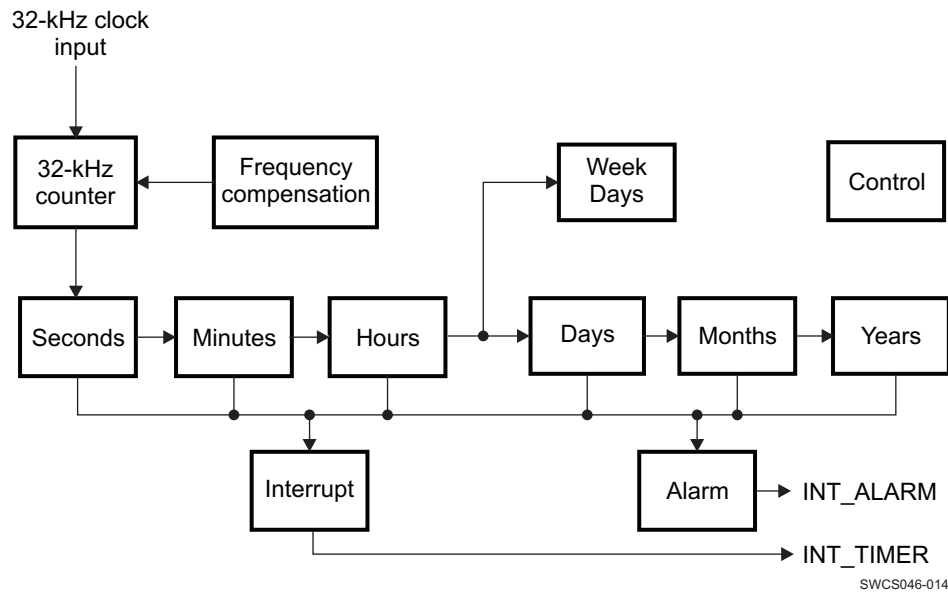 32-kHz clock
input
32-kHz
counter
Frequency
compensation
Week
Days
Control
Seconds
Minutes
Hours
Days
Months
Years
Interrupt
Alarm
INT_ALARM
INT_TIMER
SWCS046-014